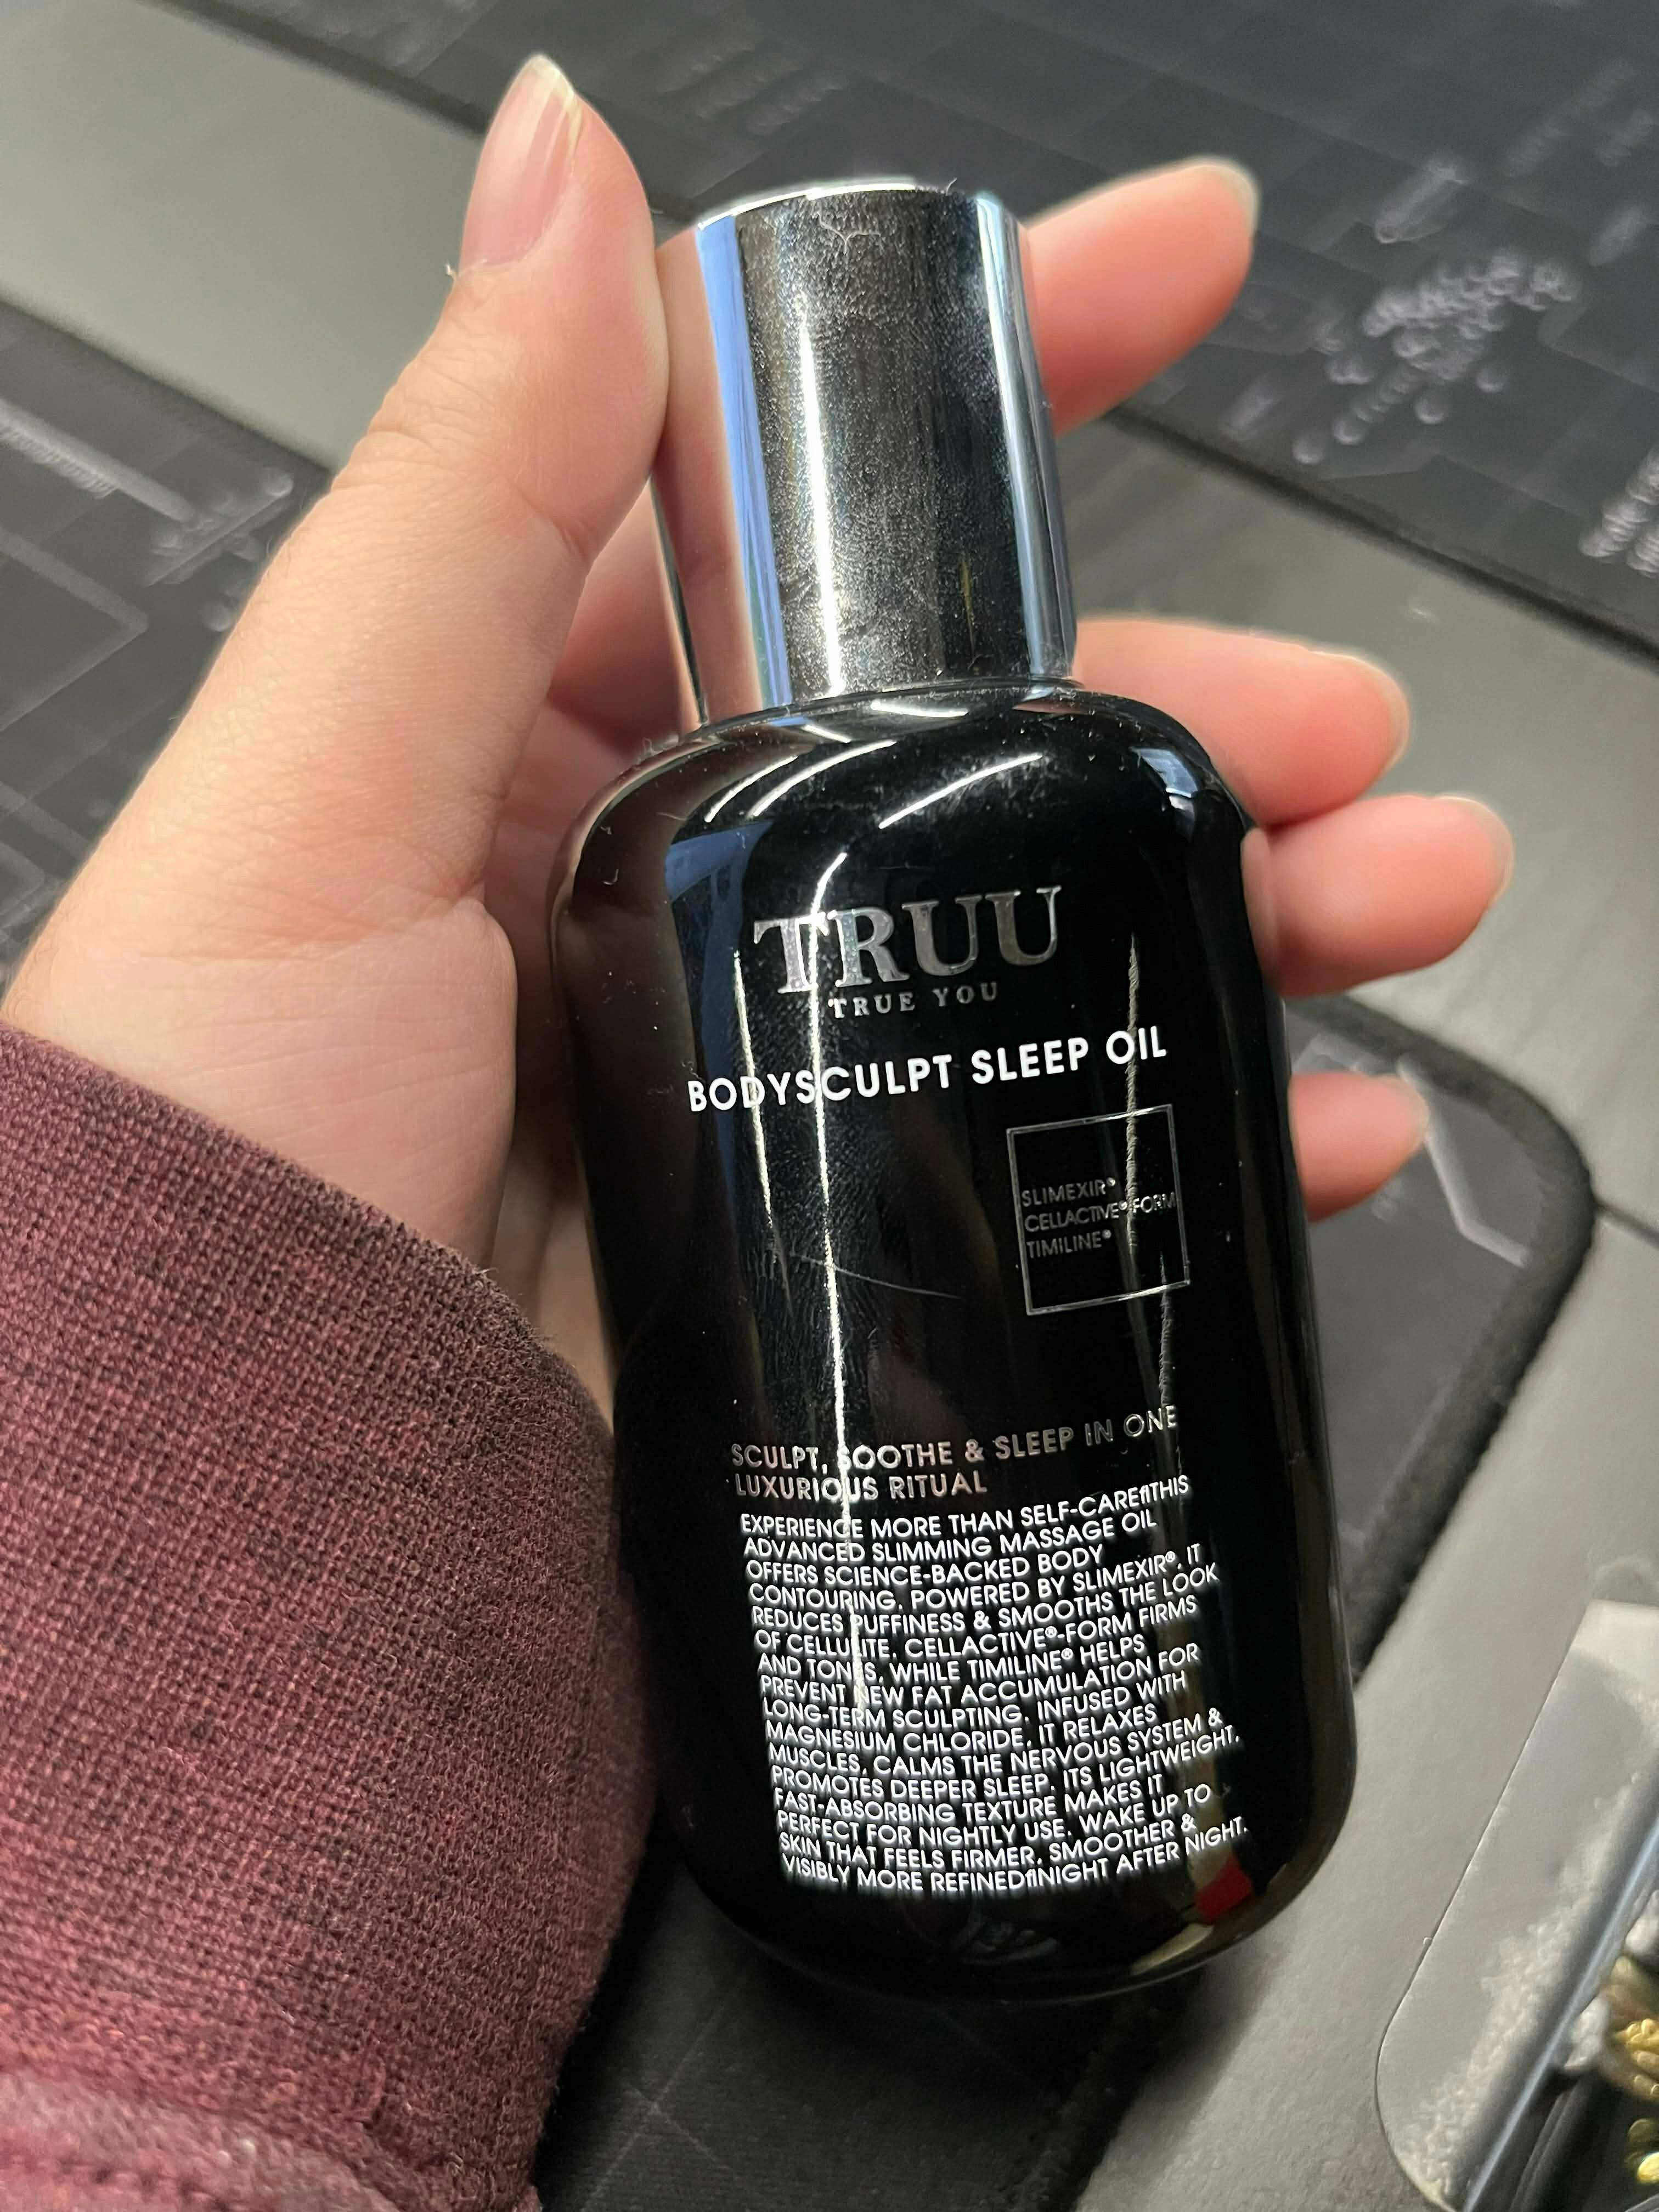 TRUU
TRUE YOU
BODYSCULPT SLEEP OIL
SLIMEXIR®
CELLACTIVE®-FORM
TIMILINE®
SCULPT, SOOTHE & SLEEP IN ONE
LUXURIOUS RITUAL
EXPERIENCE MORE THAN SELF-CAREﬂTHIS
ADVANCED SLIMMING MASSAGE OIL
OFFERS SCIENCE-BACKED BODY
CONTOURING. POWERED BY SLIMEXIR®, IT
REDUCES PUFFINESS & SMOOTHS THE LOOK
OF CELLULITE, CELLACTIVE®-FORM FIRMS
AND TONES, WHILE TIMILINE® HELPS
PREVENT NEW FAT ACCUMULATION FOR
LONG-TERM SCULPTING. INFUSED WITH
MAGNESIUM CHLORIDE, IT RELAXES
MUSCLES, CALMS THE NERVOUS SYSTEM &
PROMOTES DEEPER SLEEP. ITS LIGHTWEIGHT,
FAST-ABSORBING TEXTURE MAKES IT
PERFECT FOR NIGHTLY USE. WAKE UP TO
SKIN THAT FEELS FIRMER, SMOOTHER &
VISIBLY MORE REFINEDﬂNIGHT AFTER NIGHT.